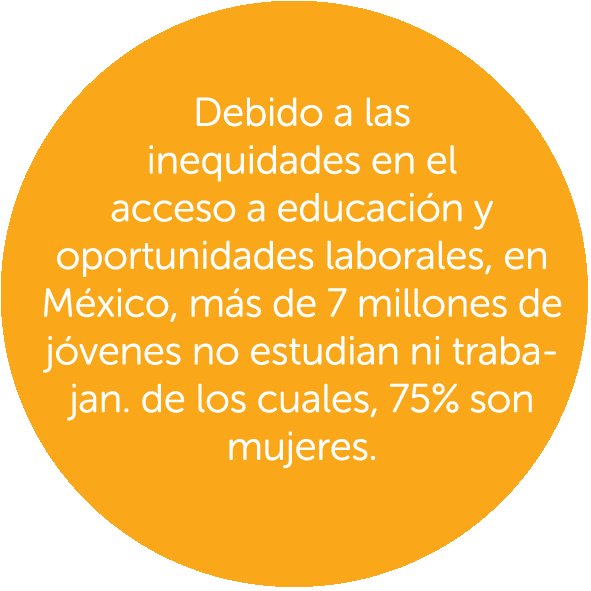 Debido a las
inequidades en el
acceso a educación y
oportunidades laborales, en
México, más de 7 millones de
jóvenes no estudian ni traba-
jan. de los cuales, 75% son
mujeres.